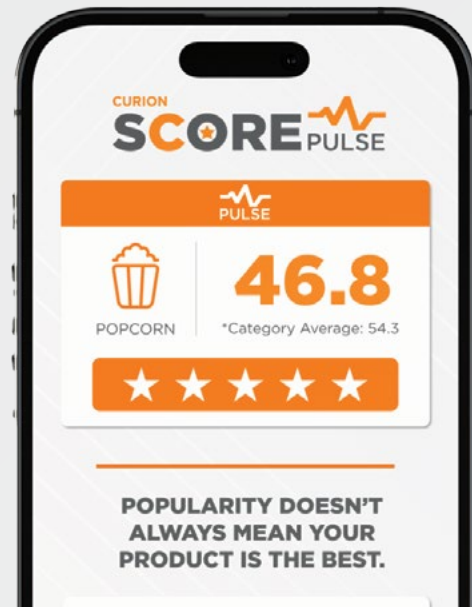 CURION
SCORE PULSE
PULSE
46.8
POPCORN
*Category Average: 54.3
POPULARITY DOESN'T
ALWAYS MEAN YOUR
PRODUCT IS THE BEST.